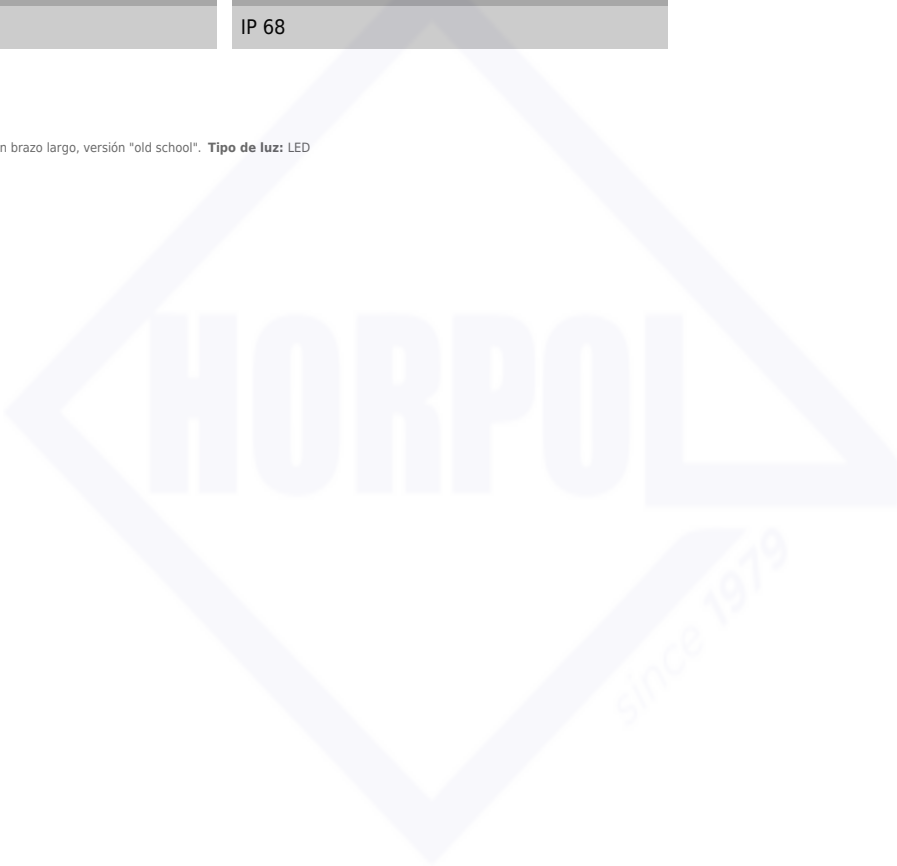 IP 68
n brazo largo, versión "old school". Tipo de luz: LED
HORPOL
since 1979